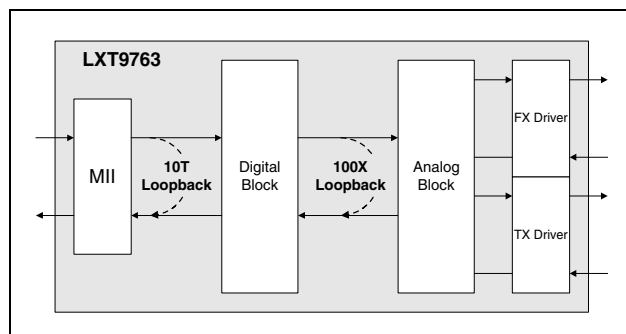 LXT9763
MII
10T
Loopback
Digital
Block
100X
Loopback
Analog
Block
FX Driver
TX Driver